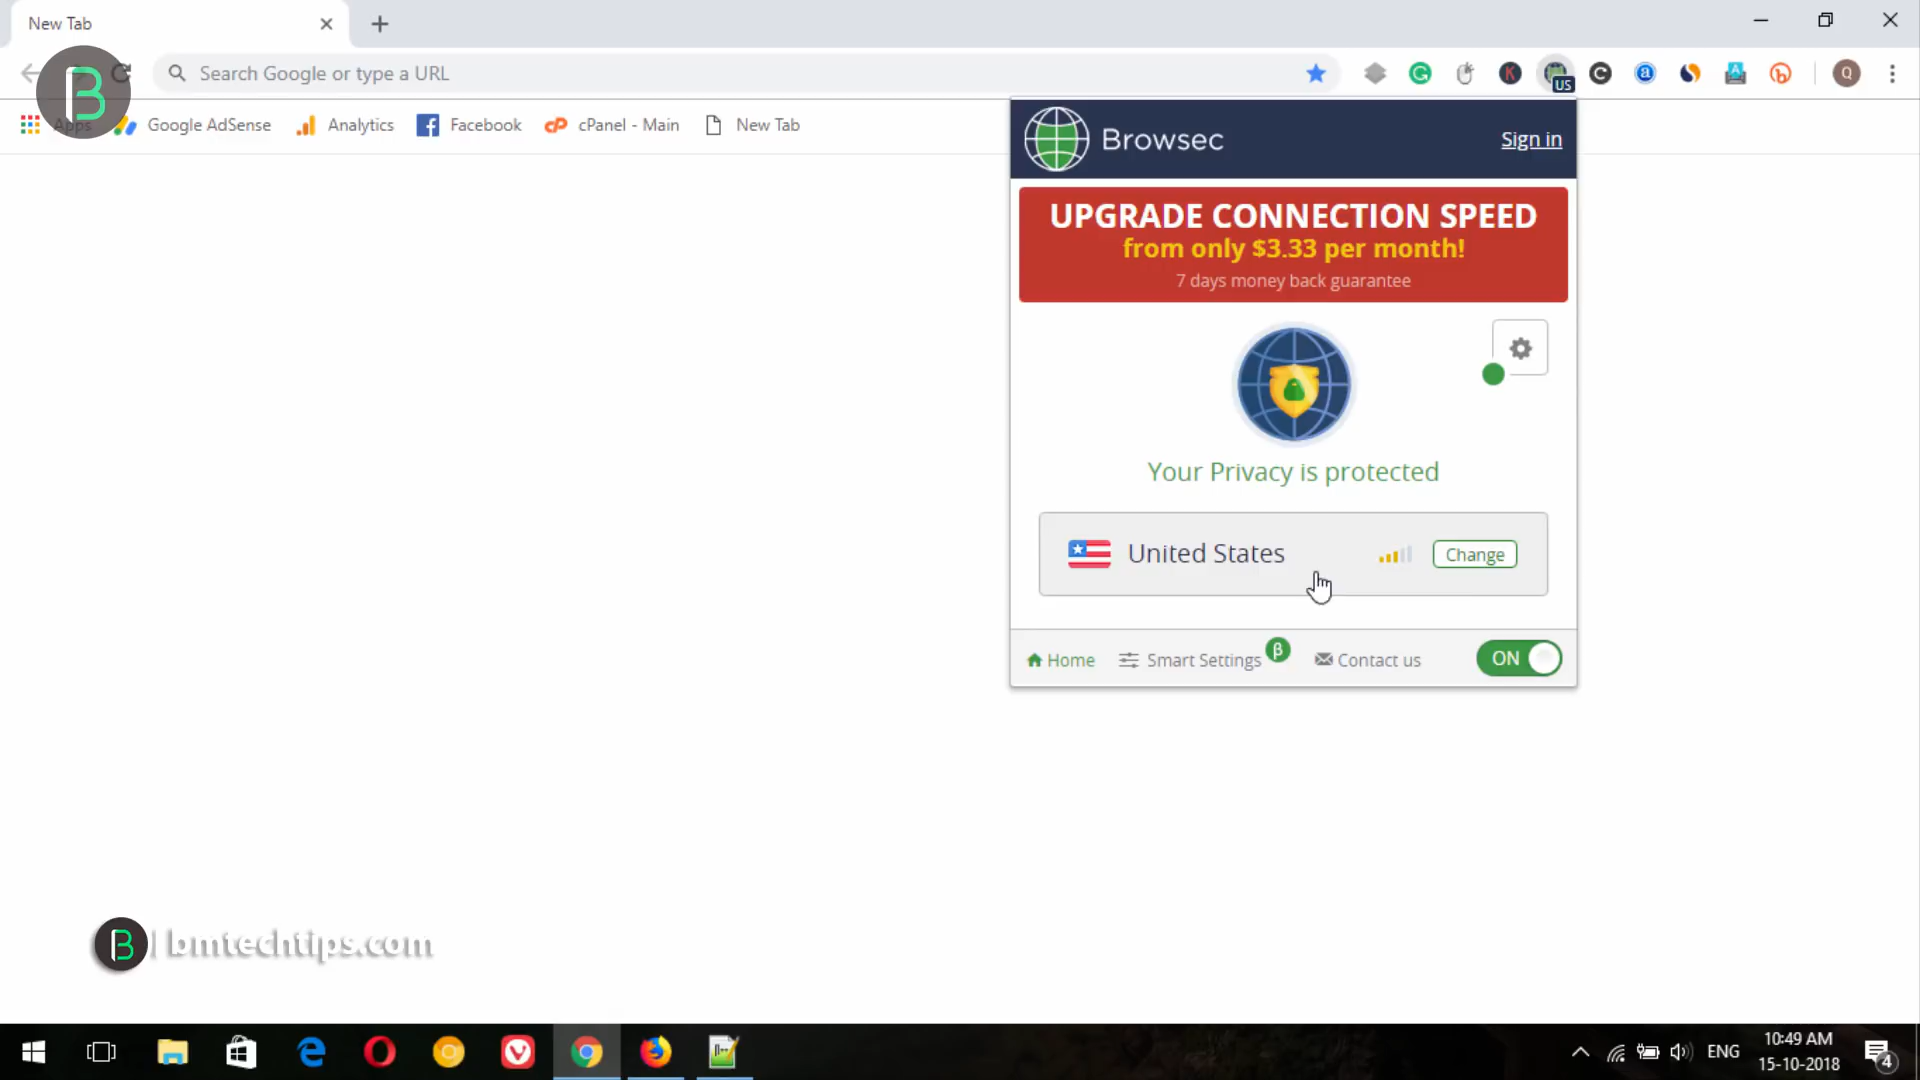 New Tab
Search Google or type a URL
US
Apps
Google AdSense
Analytics
Facebook
cPanel - Main
New Tab
Browsec
Sign in
UPGRADE CONNECTION SPEED
from only $3.33 per month!
7 days money back guarantee
Your Privacy is protected
United States
Change
Home
Smart Settings β
Contact us
ON
bmtechtips.com
ENG
10:49 AM
15-10-2018
4